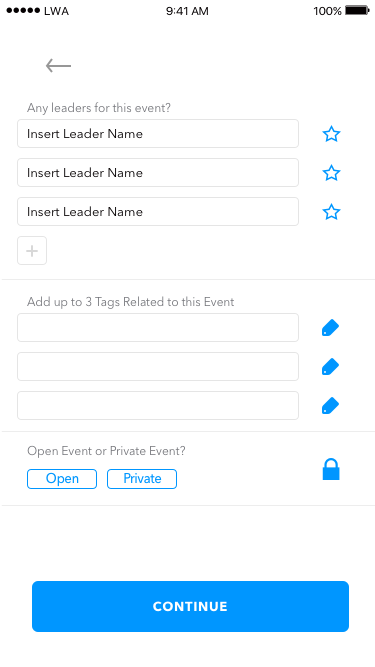 LWA 9:41 AM 100%
Any leaders for this event?
Insert Leader Name
Insert Leader Name
Insert Leader Name
+
Add up to 3 Tags Related to this Event
Open Event or Private Event?
Open Private
CONTINUE